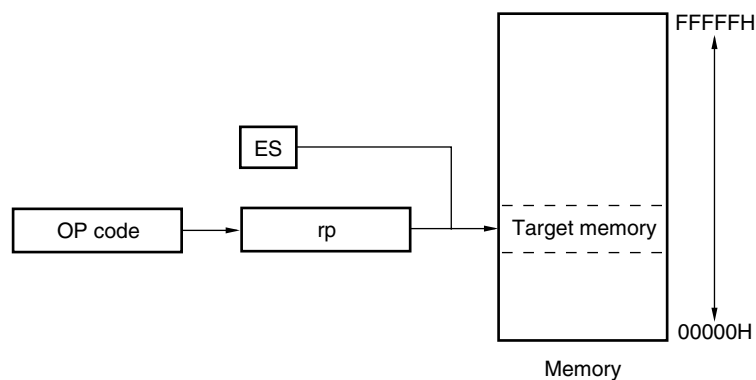 FFFFFH
ES
OP code
rp
Target memory
00000H
Memory